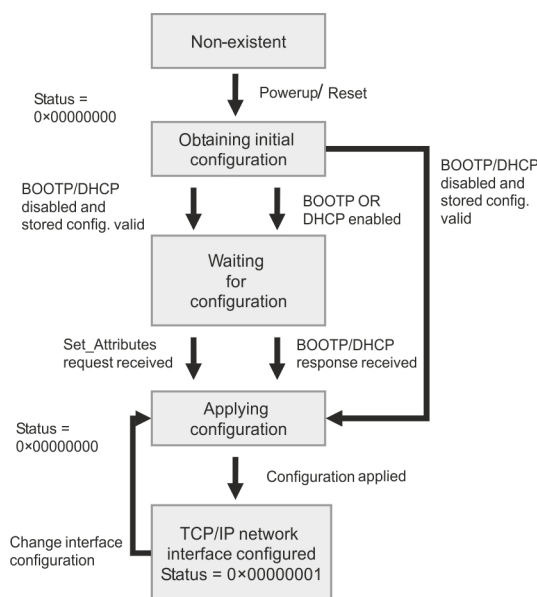 Non-existent
Status =
0×00000000
Powerup/ Reset
Obtaining initial
configuration
BOOTP/DHCP
disabled and
stored config. valid
BOOTP OR
DHCP enabled
BOOTP/DHCP
disabled and
stored config.
valid
Waiting
for
configuration
Set_Attributes
request received
BOOTP/DHCP
response received
Status =
0×00000000
Applying
configuration
Configuration applied
Change interface
configuration
TCP/IP network
interface configured
Status = 0×00000001